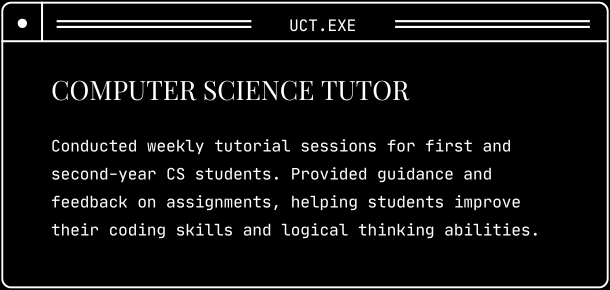 UCT.EXE
COMPUTER SCIENCE TUTOR
Conducted weekly tutorial sessions for first and
second-year CS students. Provided guidance and
feedback on assignments, helping students improve
their coding skills and logical thinking abilities.